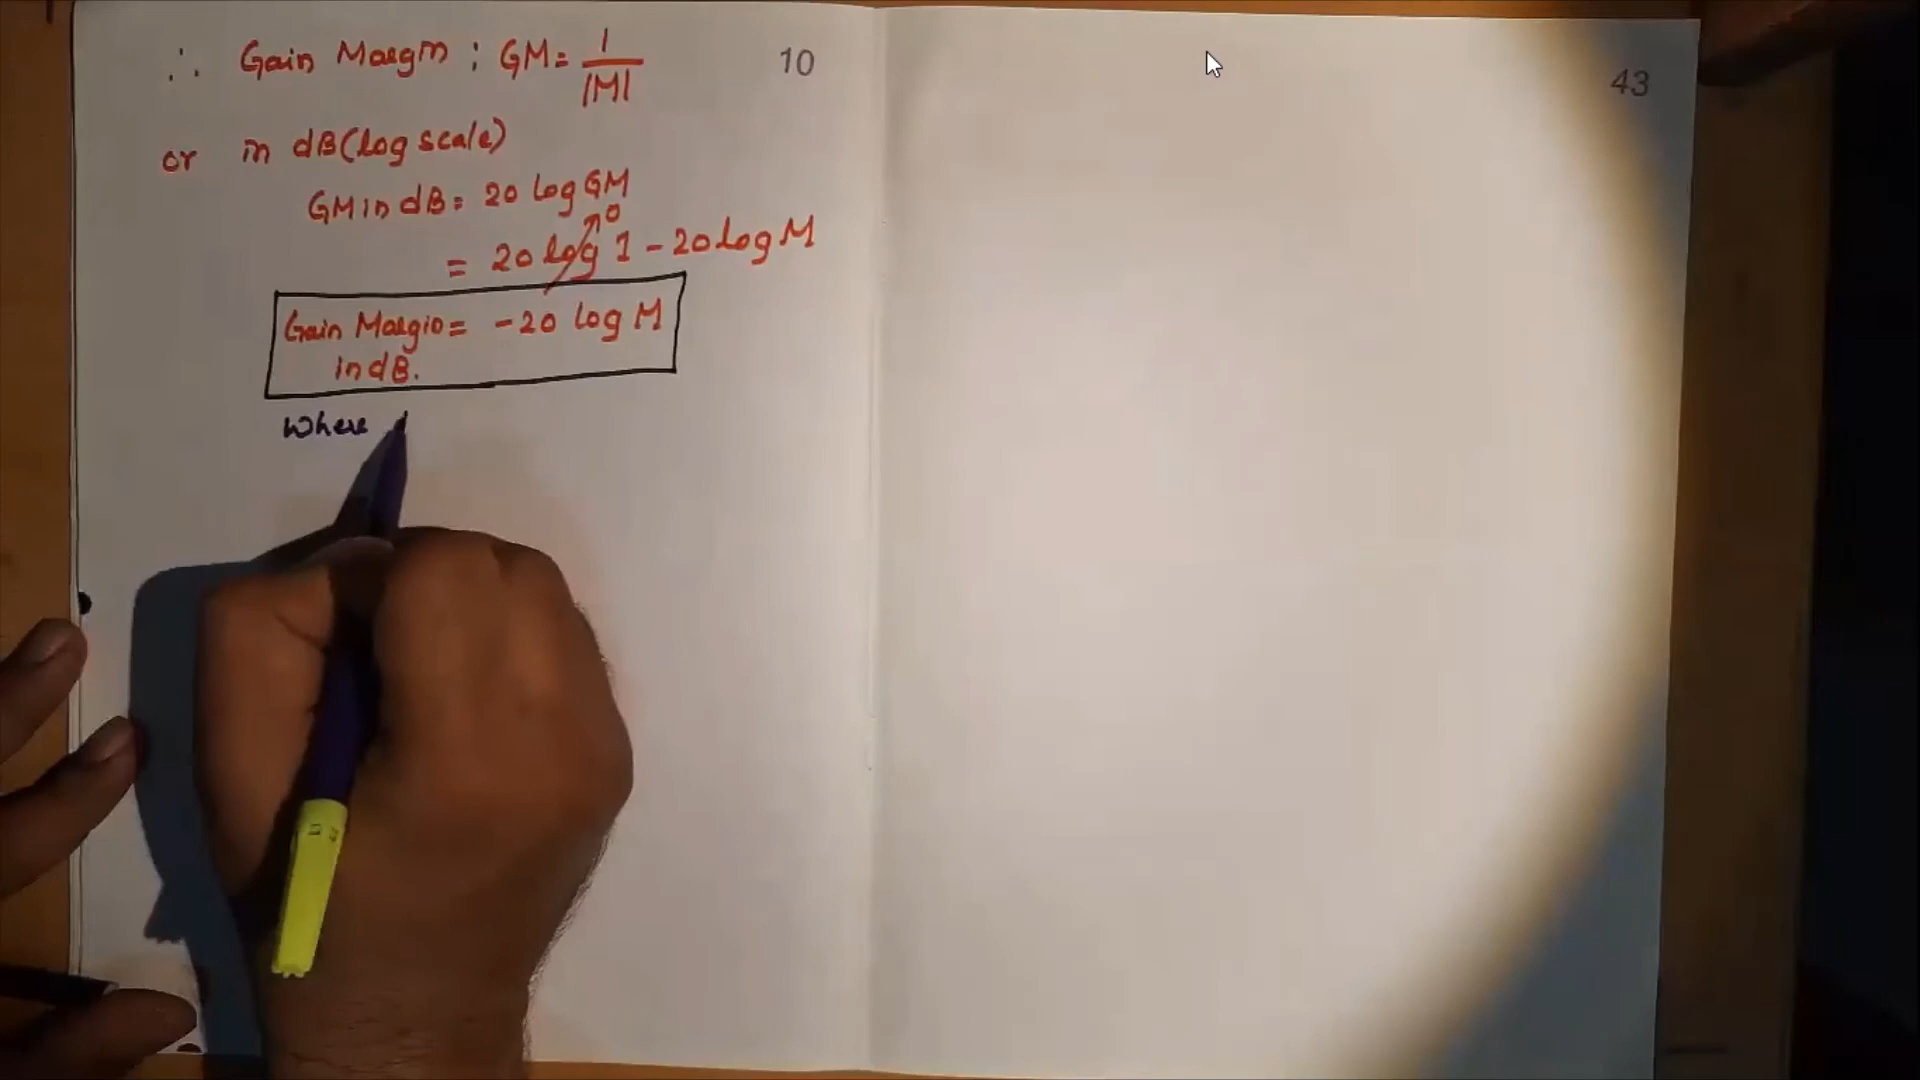 ∴ Gain Margin : GM = 1/|M|
10
43
or in dB (log scale)
GM in dB = 20 log GM
= 20 log 1 - 20 log M
0
Gain Margin = -20 log M
in dB.
Where